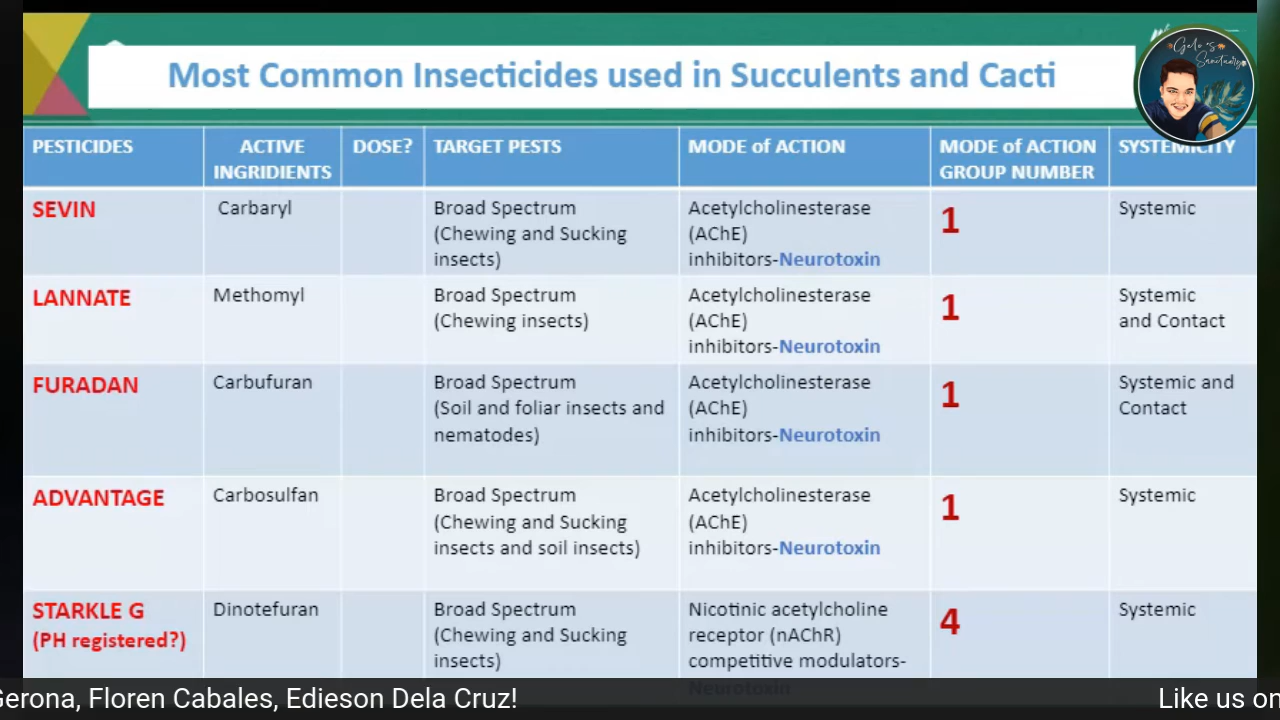 Most Common Insecticides used in Succulents and Cacti
Gelo's
Sanctuary
PESTICIDES
ACTIVE
INGRIDIENTS
DOSE?
TARGET PESTS
MODE of ACTION
MODE of ACTION
GROUP NUMBER
SYSTEMICITY
SEVIN
Carbaryl
Broad Spectrum
(Chewing and Sucking
insects)
Acetylcholinesterase
(AChE)
inhibitors-Neurotoxin
1
Systemic
LANNATE
Methomyl
Broad Spectrum
(Chewing insects)
Acetylcholinesterase
(AChE)
inhibitors-Neurotoxin
1
Systemic
and Contact
FURADAN
Carbufuran
Broad Spectrum
(Soil and foliar insects and
nematodes)
Acetylcholinesterase
(AChE)
inhibitors-Neurotoxin
1
Systemic and
Contact
ADVANTAGE
Carbosulfan
Broad Spectrum
(Chewing and Sucking
insects and soil insects)
Acetylcholinesterase
(AChE)
inhibitors-Neurotoxin
1
Systemic
STARKLE G
(PH registered?)
Dinotefuran
Broad Spectrum
(Chewing and Sucking
insects)
Nicotinic acetylcholine
receptor (nAChR)
competitive modulators-
Neurotoxin
4
Systemic
Gerona, Floren Cabales, Edieson Dela Cruz!
Like us on